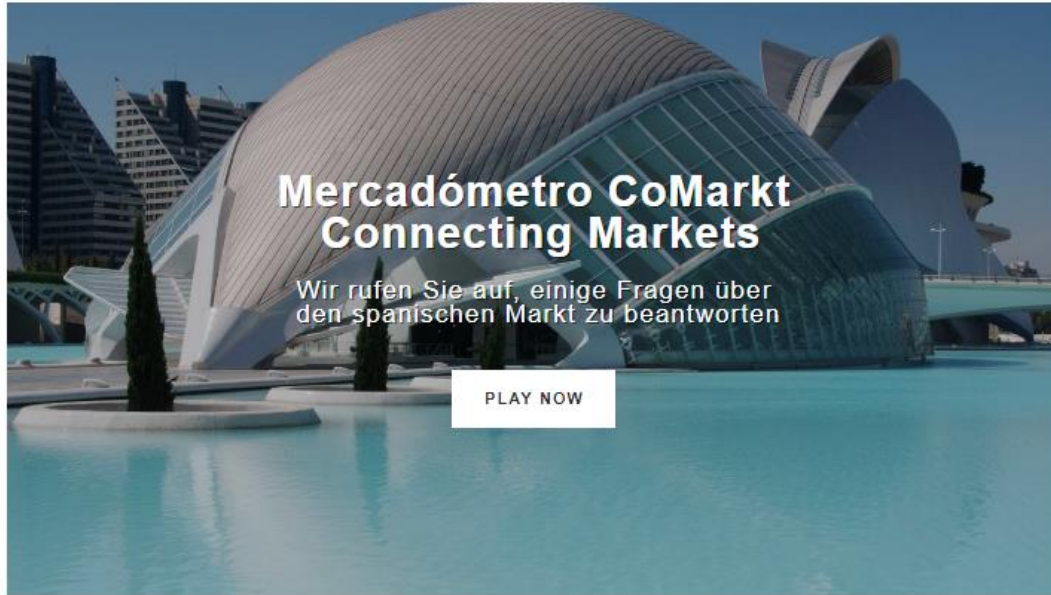 Mercadómetro CoMarkt
Connecting Markets
Wir rufen Sie auf, einige Fragen über
den spanischen Markt zu beantworten
PLAY NOW